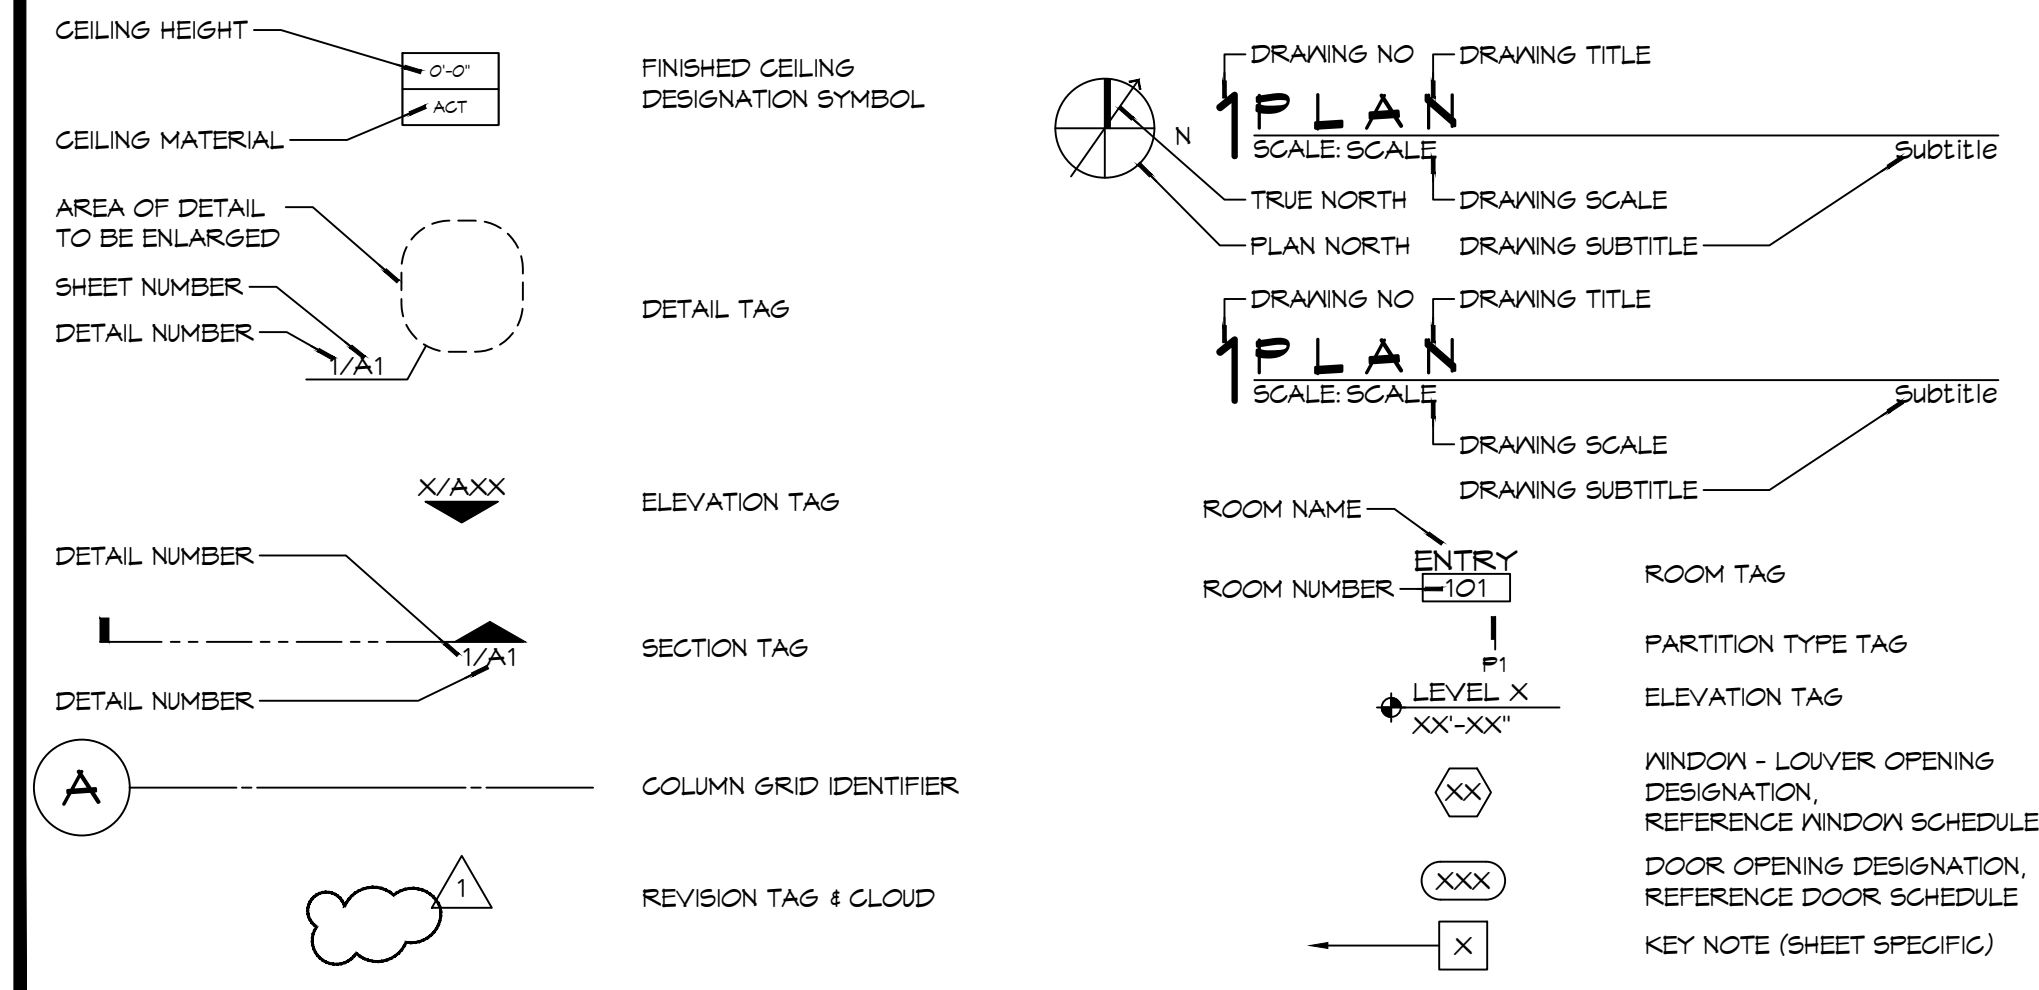 CEILING HEIGHT
0'-0"
ACT
CEILING MATERIAL
FINISHED CEILING
DESIGNATION SYMBOL
AREA OF DETAIL
TO BE ENLARGED
SHEET NUMBER
DETAIL NUMBER
1/A1
DETAIL TAG
X/AXX
ELEVATION TAG
DETAIL NUMBER
1/A1
DETAIL NUMBER
SECTION TAG
A
COLUMN GRID IDENTIFIER
1
REVISION TAG & CLOUD
DRAWING NO
DRAWING TITLE
N
1 PLAN
SCALE: SCALE
Subtitle
TRUE NORTH
DRAWING SCALE
PLAN NORTH
DRAWING SUBTITLE
DRAWING NO
DRAWING TITLE
1 PLAN
SCALE: SCALE
Subtitle
DRAWING SCALE
DRAWING SUBTITLE
ROOM NAME
ENTRY
ROOM NUMBER
101
ROOM TAG
P1
PARTITION TYPE TAG
LEVEL X
XX'-XX"
ELEVATION TAG
XX
WINDOW - LOUVER OPENING
DESIGNATION,
REFERENCE WINDOW SCHEDULE
XXX
DOOR OPENING DESIGNATION,
REFERENCE DOOR SCHEDULE
X
KEY NOTE (SHEET SPECIFIC)